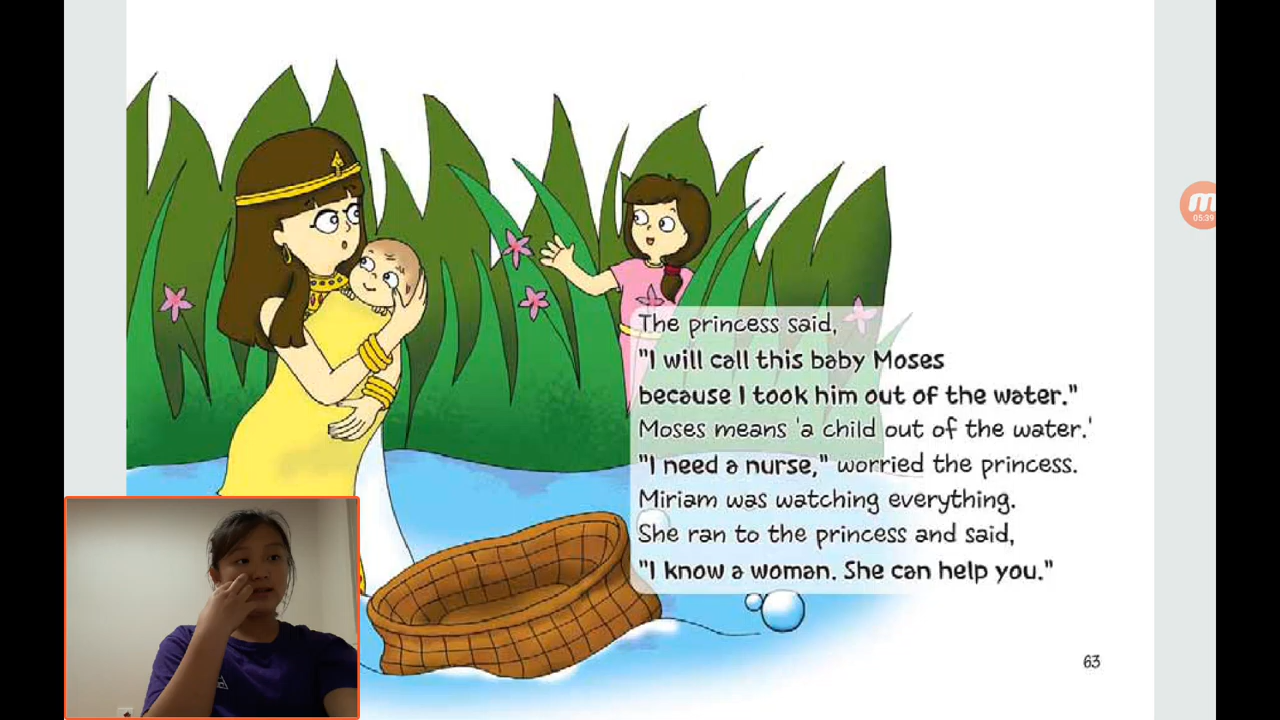 The princess said,
"I will call this baby Moses
because I took him out of the water."
Moses means 'a child out of the water.'
"I need a nurse," worried the princess.
Miriam was watching everything.
She ran to the princess and said,
"I know a woman. She can help you."
63
05:39